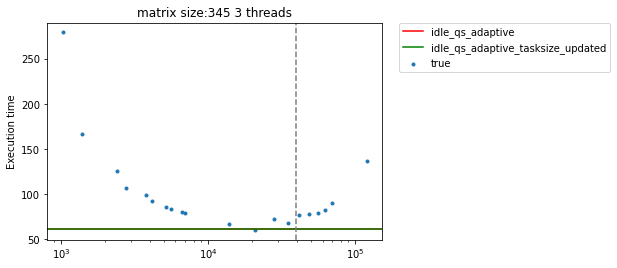 matrix size:345 3 threads
Execution time
250
200
150
100
50
10³
10⁴
10⁵
idle_qs_adaptive
idle_qs_adaptive_tasksize_updated
true